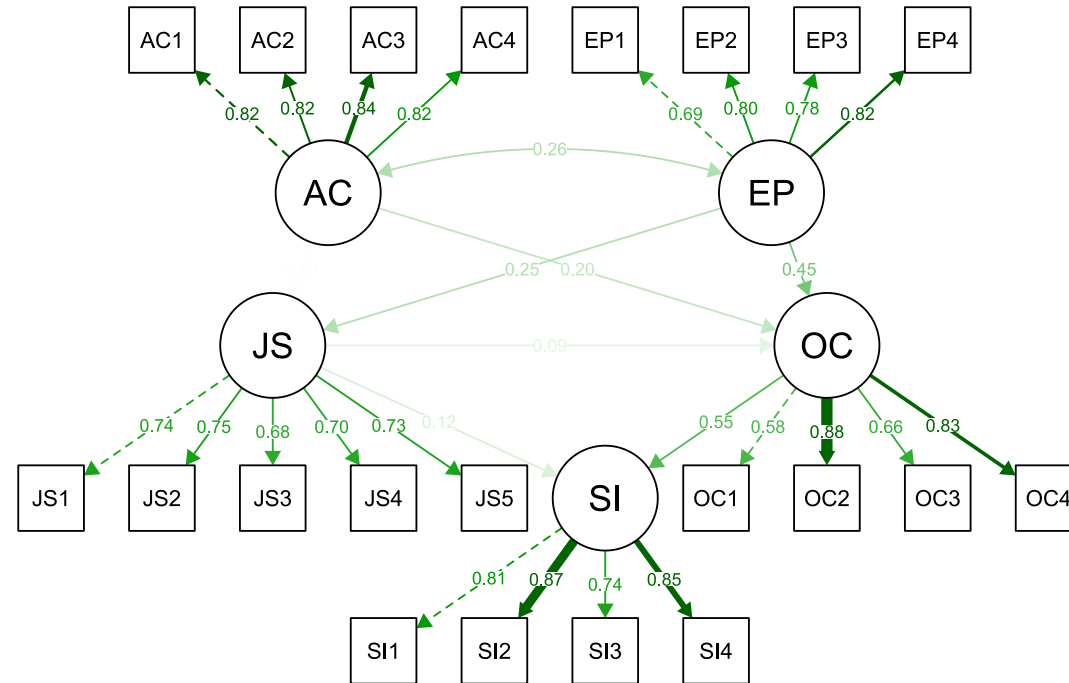 AC1 AC2 AC3 AC4 EP1 EP2 EP3 EP4
0.82 0.82 0.84 0.82 0.69 0.80 0.78 0.82
0.26
AC EP
0.25 0.20 0.45
JS OC
0.09
0.74 0.75 0.68 0.70 0.73 0.12 0.55 0.58 0.88 0.66 0.83
JS1 JS2 JS3 JS4 JS5 SI OC1 OC2 OC3 OC4
0.81 0.87 0.74 0.85
SI1 SI2 SI3 SI4